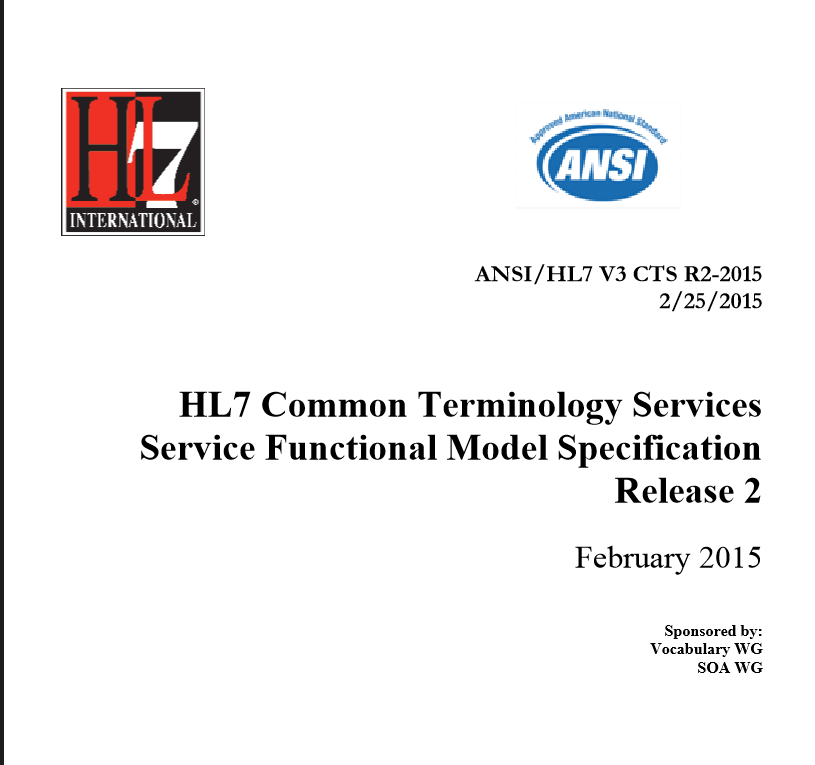 HL7
INTERNATIONAL
®
Approved American National Standard
ANSI
ANSI/HL7 V3 CTS R2-2015
2/25/2015
HL7 Common Terminology Services
Service Functional Model Specification
Release 2
February 2015
Sponsored by:
Vocabulary WG
SOA WG